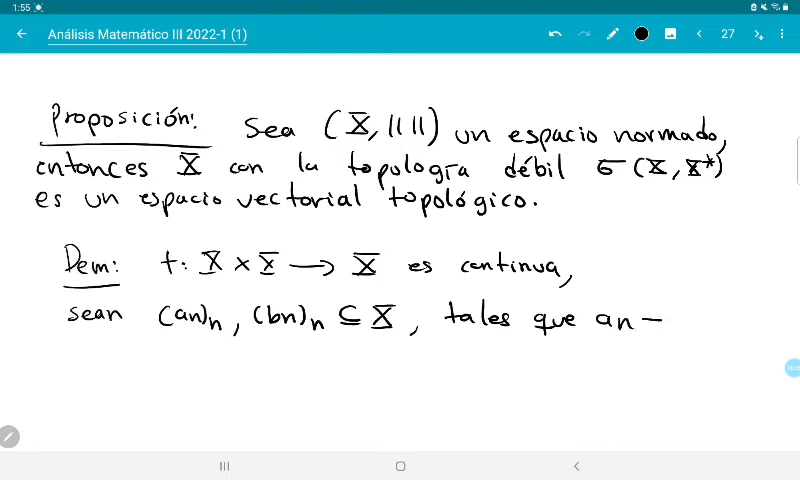 1:55
Análisis Matemático III 2022-1 (1)
27
Proposición: Sea (X, || ||) un espacio normado,
entonces X con la topología débil σ(X, X*)
es un espacio vectorial topológico.
Dem: +: X × X → X es continua,
sean (an)n, (bn)n ⊆ X, tales que an –